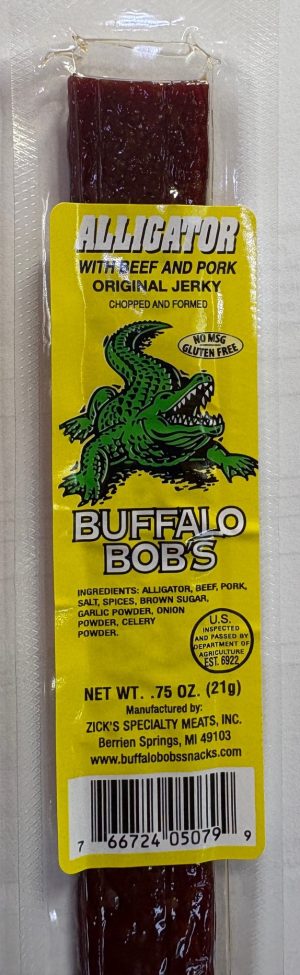 ALLIGATOR
WITH BEEF AND PORK
ORIGINAL JERKY
CHOPPED AND FORMED
NO MSG
GLUTEN FREE
BUFFALO
BOB'S
INGREDIENTS: ALLIGATOR, BEEF, PORK,
SALT, SPICES, BROWN SUGAR,
GARLIC POWDER, ONION
POWDER, CELERY
POWDER.
U.S.
INSPECTED
AND PASSED BY
DEPARTMENT OF
AGRICULTURE
EST. 6922
NET WT. .75 OZ. (21g)
Manufactured by:
ZICK'S SPECIALTY MEATS, INC.
Berrien Springs, MI 49103
www.buffalobobssnacks.com
7 66724 05079 9